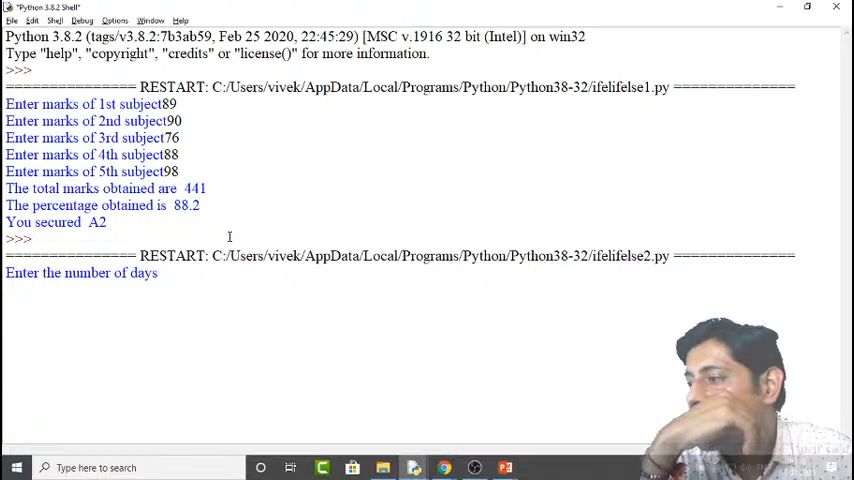 *Python 3.8.2 Shell*
File Edit Shell Debug Options Window Help
Python 3.8.2 (tags/v3.8.2:7b3ab59, Feb 25 2020, 22:45:29) [MSC v.1916 32 bit (Intel)] on win32
Type "help", "copyright", "credits" or "license()" for more information.
>>>
=============== RESTART: C:/Users/vivek/AppData/Local/Programs/Python/Python38-32/ifelifelse1.py ==============
Enter marks of 1st subject89
Enter marks of 2nd subject90
Enter marks of 3rd subject76
Enter marks of 4th subject88
Enter marks of 5th subject98
The total marks obtained are  441
The percentage obtained is  88.2
You secured  A2
>>>
=============== RESTART: C:/Users/vivek/AppData/Local/Programs/Python/Python38-32/ifelifelse2.py ==============
Enter the number of days
Type here to search